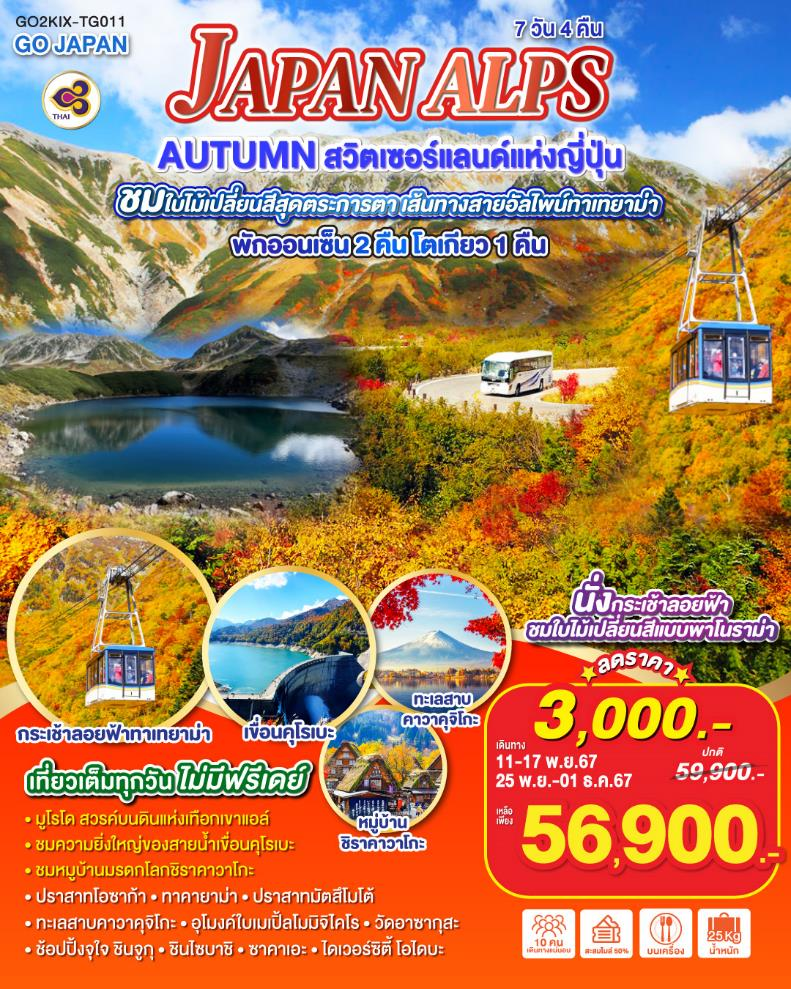 GO2KIX-TG011
GO JAPAN
THAI
7 วัน 4 คืน
JAPAN ALPS
AUTUMN สวิตเซอร์แลนด์แห่งญี่ปุ่น
ชมใบไม้เปลี่ยนสีสุดตระการตา เส้นทางสายอัลไพน์ทาเทยาม่า
พักออนเซ็น 2 คืน โตเกียว 1 คืน
นั่งกระเช้าลอยฟ้า
ชมใบไม้เปลี่ยนสีแบบพาโนราม่า
กระเช้าลอยฟ้าทาเทยาม่า
เขื่อนคุโรเบะ
ทะเลสาบ
คาวาคุจิโกะ
หมู่บ้าน
ชิราคาวาโกะ
ลดราคา
3,000.-
เดินทาง
11-17 พ.ย.67
25 พ.ย.-01 ธ.ค.67
ปกติ
59,900.-
เหลือ
เพียง
56,900.-
เที่ยวเต็มทุกวัน ไม่มีฟรีเดย์
• มูโรโด สวรรค์บนดินแห่งเทือกเขาแอล์
• ชมความยิ่งใหญ่ของสายน้ำเขื่อนคุโรเบะ
• ชมหมู่บ้านมรดกโลกชิราคาวาโกะ
• ปราสาทโอซาก้า • ทาคายาม่า • ปราสาทมัตสึโมโต้
• ทะเลสาบคาวาคุจิโกะ • อุโมงค์ใบเมเปิ้ลโมมิจิไคโร • วัดอาซากุสะ
• ช้อปปิ้งจุใจ ชินจูกุ • ชินไซบาชิ • ซาคาเอะ • ไดเวอร์ซิตี้ โอไดบะ
10 คน
เดินทางแน่นอน
สะสมไมล์ 50%
บนเครื่อง
25 Kg
น้ำหนัก